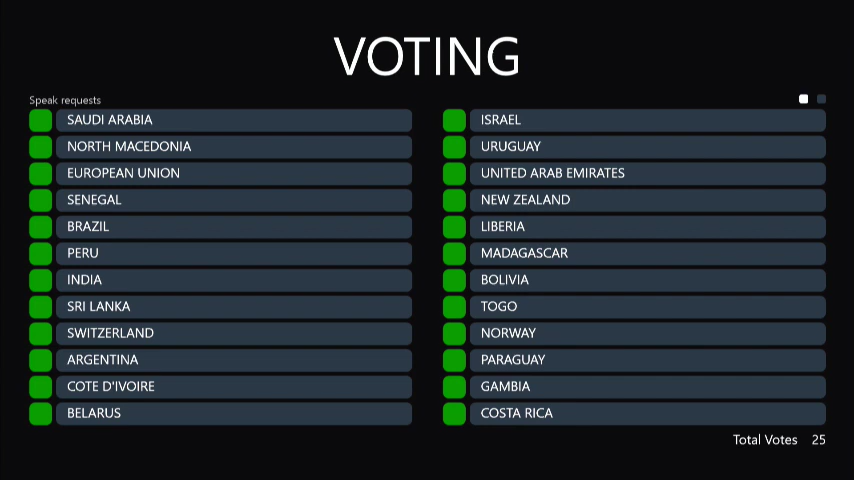 VOTING
Speak requests
SAUDI ARABIA
NORTH MACEDONIA
EUROPEAN UNION
SENEGAL
BRAZIL
PERU
INDIA
SRI LANKA
SWITZERLAND
ARGENTINA
COTE D'IVOIRE
BELARUS
ISRAEL
URUGUAY
UNITED ARAB EMIRATES
NEW ZEALAND
LIBERIA
MADAGASCAR
BOLIVIA
TOGO
NORWAY
PARAGUAY
GAMBIA
COSTA RICA
Total Votes 25